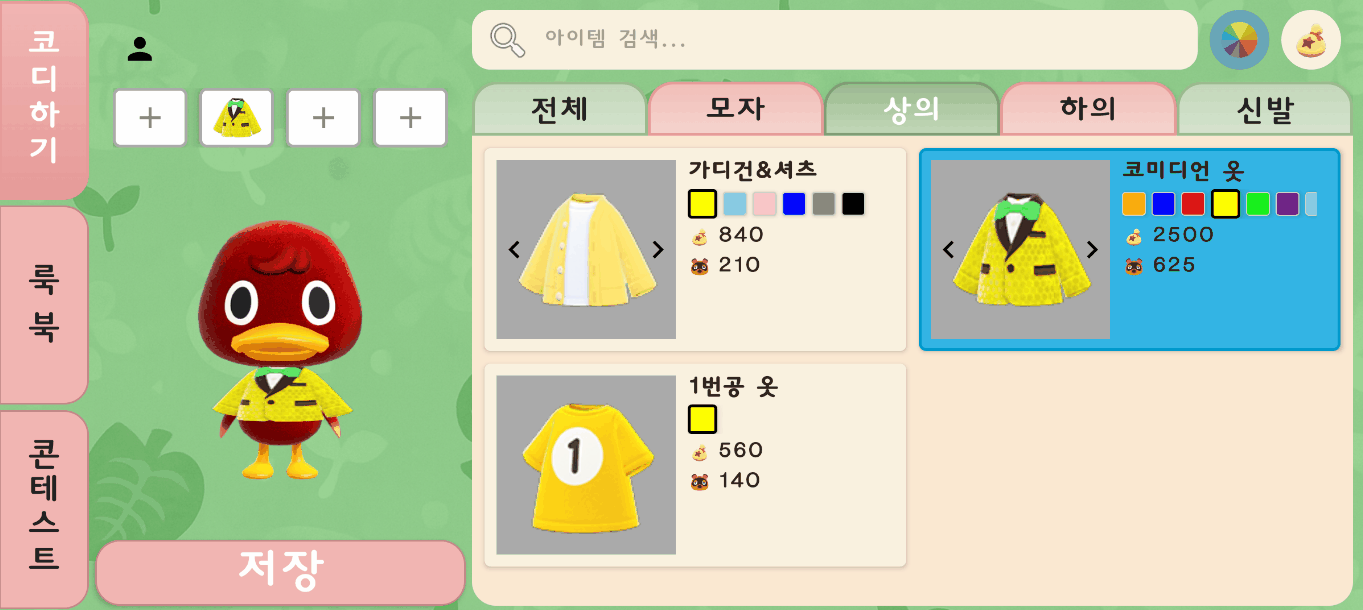 코디하기
룩북
콘테스트
저장
아이템 검색...
전체
모자
상의
하의
신발
가디건&셔츠
840
210
코미디언 옷
2500
625
1번공 옷
1
560
140